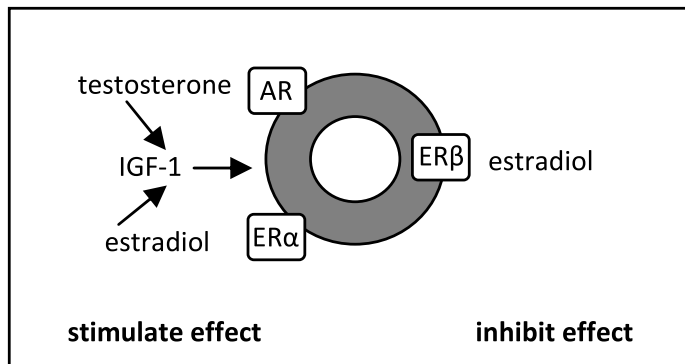 testosterone
AR
IGF-1
ERβ
estradiol
estradiol
ERα
stimulate effect
inhibit effect